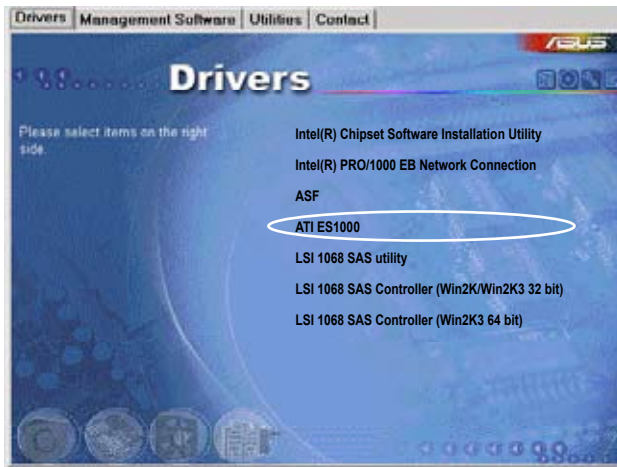 Drivers Management Software Utilities Contact
ASUS
Drivers
Please select items on the right
side.
Intel(R) Chipset Software Installation Utility
Intel(R) PRO/1000 EB Network Connection
ASF
ATI ES1000
LSI 1068 SAS utility
LSI 1068 SAS Controller (Win2K/Win2K3 32 bit)
LSI 1068 SAS Controller (Win2K3 64 bit)